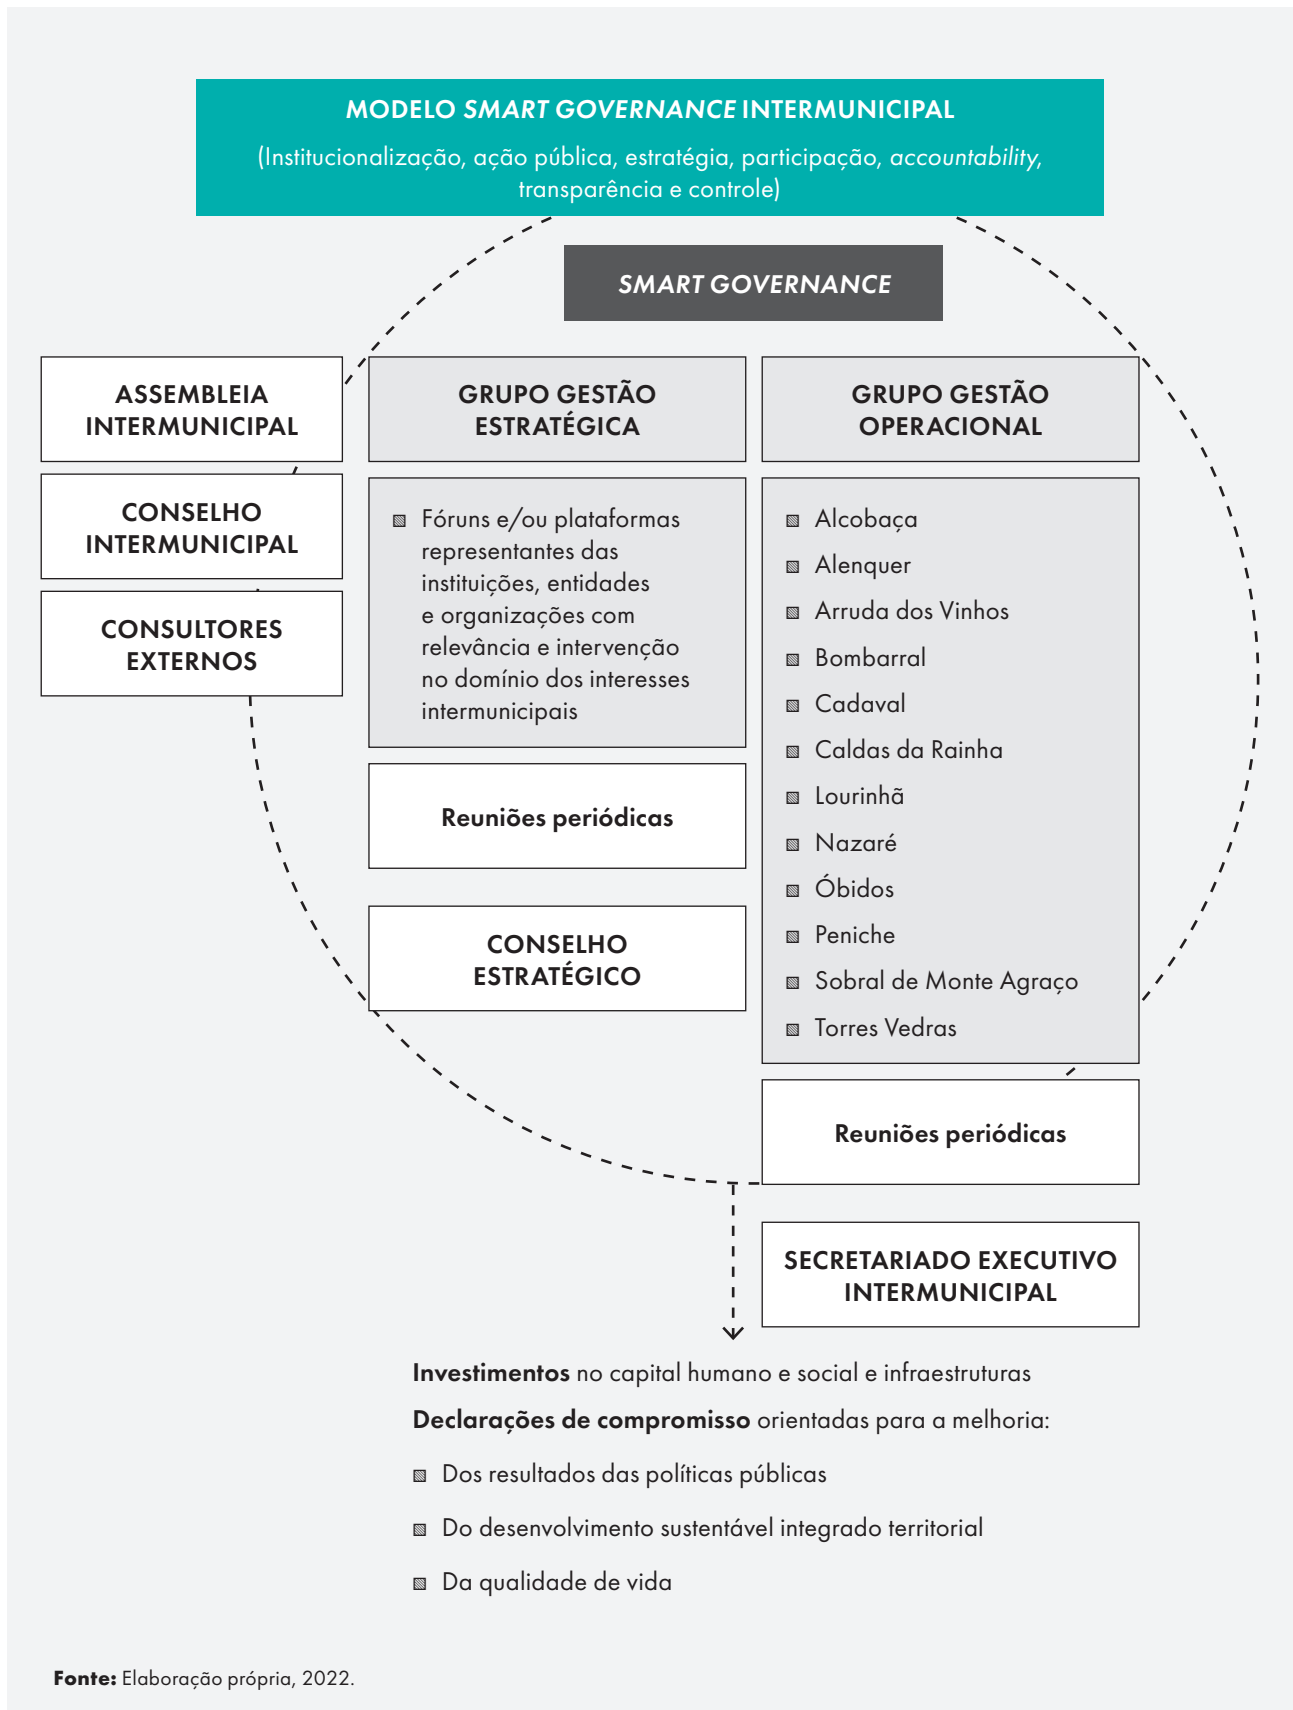 MODELO SMART GOVERNANCE INTERMUNICIPAL
(Institucionalização, ação pública, estratégia, participação, accountability,
transparência e controle)
SMART GOVERNANCE
ASSEMBLEIA
INTERMUNICIPAL
CONSELHO
INTERMUNICIPAL
CONSULTORES
EXTERNOS
GRUPO GESTÃO
ESTRATÉGICA
Fóruns e/ou plataformas
representantes das
instituições, entidades
e organizações com
relevância e intervenção
no domínio dos interesses
intermunicipais
Reuniões periódicas
CONSELHO
ESTRATÉGICO
GRUPO GESTÃO
OPERACIONAL
Alcobaça
Alenquer
Arruda dos Vinhos
Bombarral
Cadaval
Caldas da Rainha
Lourinhã
Nazaré
Óbidos
Peniche
Sobral de Monte Agraço
Torres Vedras
Reuniões periódicas
SECRETARIADO EXECUTIVO
INTERMUNICIPAL
Investimentos no capital humano e social e infraestruturas
Declarações de compromisso orientadas para a melhoria:
Dos resultados das políticas públicas
Do desenvolvimento sustentável integrado territorial
Da qualidade de vida
Fonte: Elaboração própria, 2022.